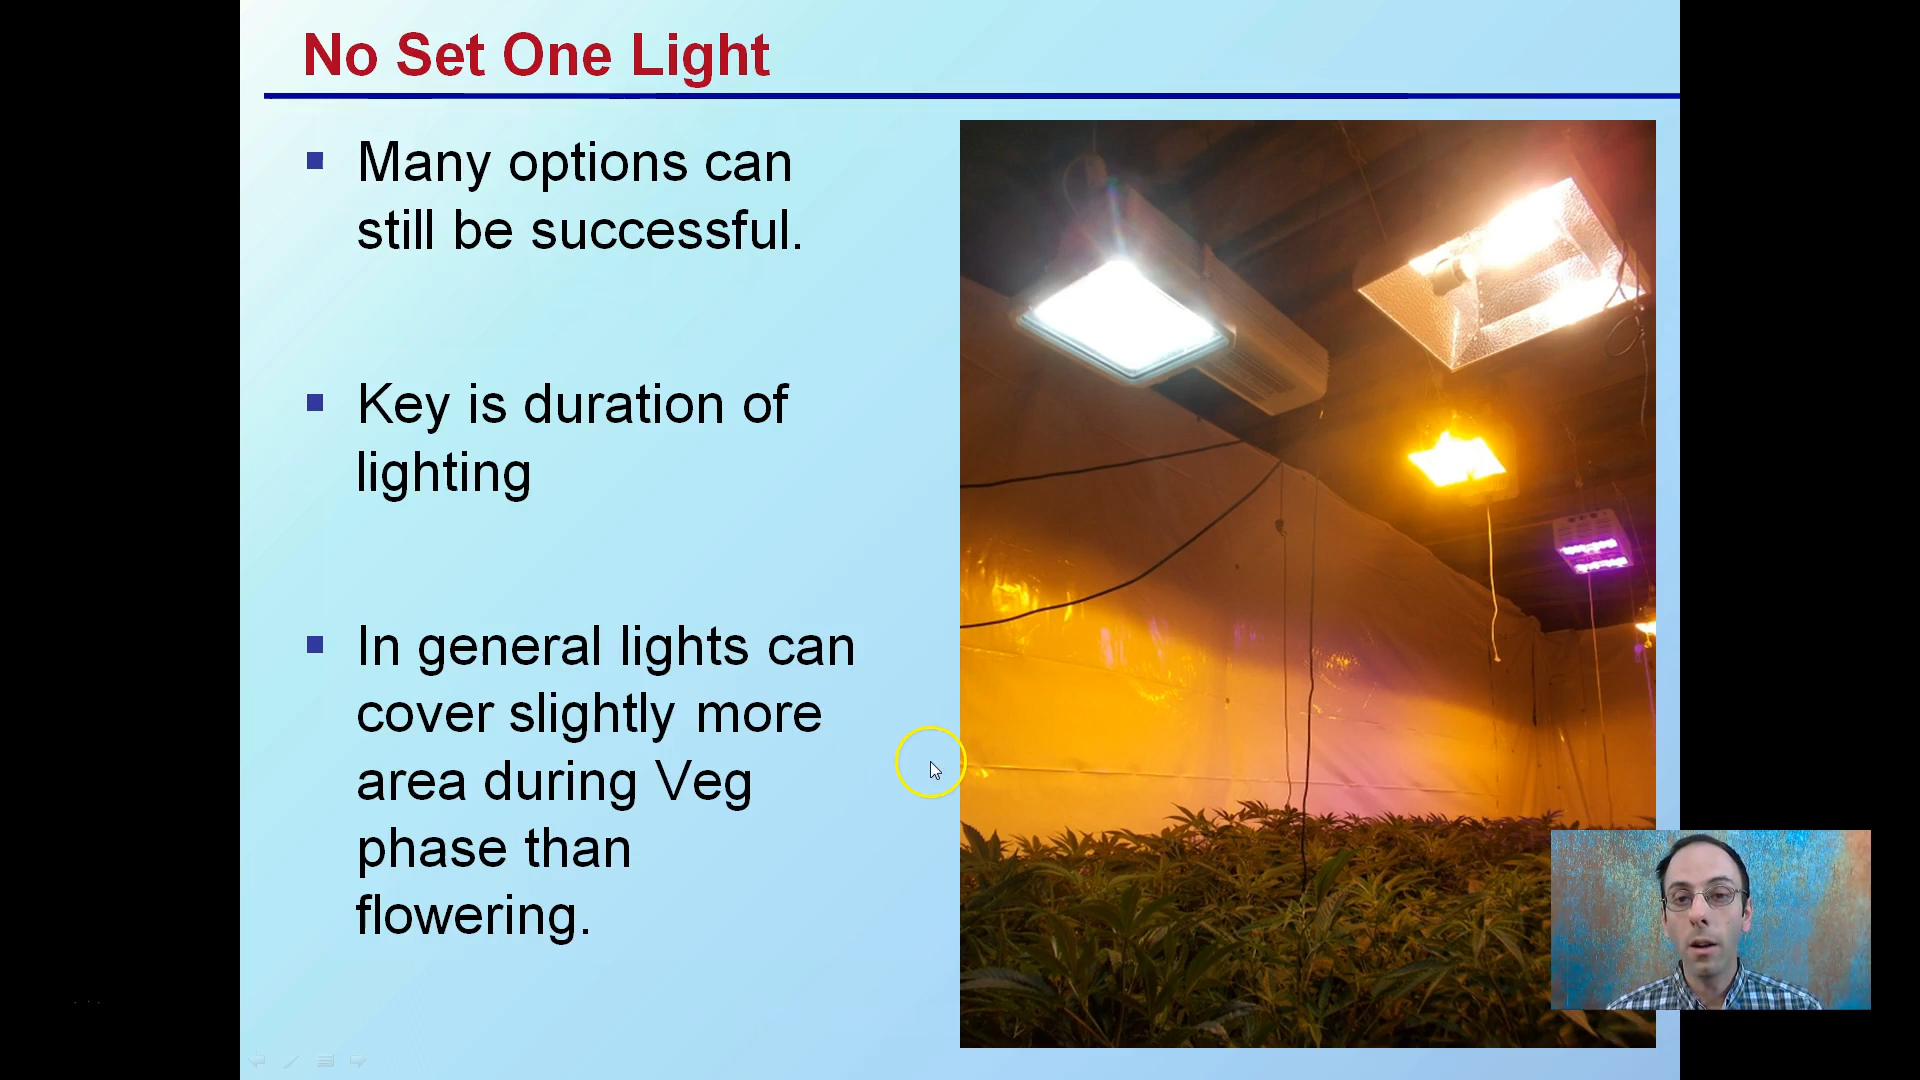 No Set One Light
Many options can
still be successful.
Key is duration of
lighting
In general lights can
cover slightly more
area during Veg
phase than
flowering.